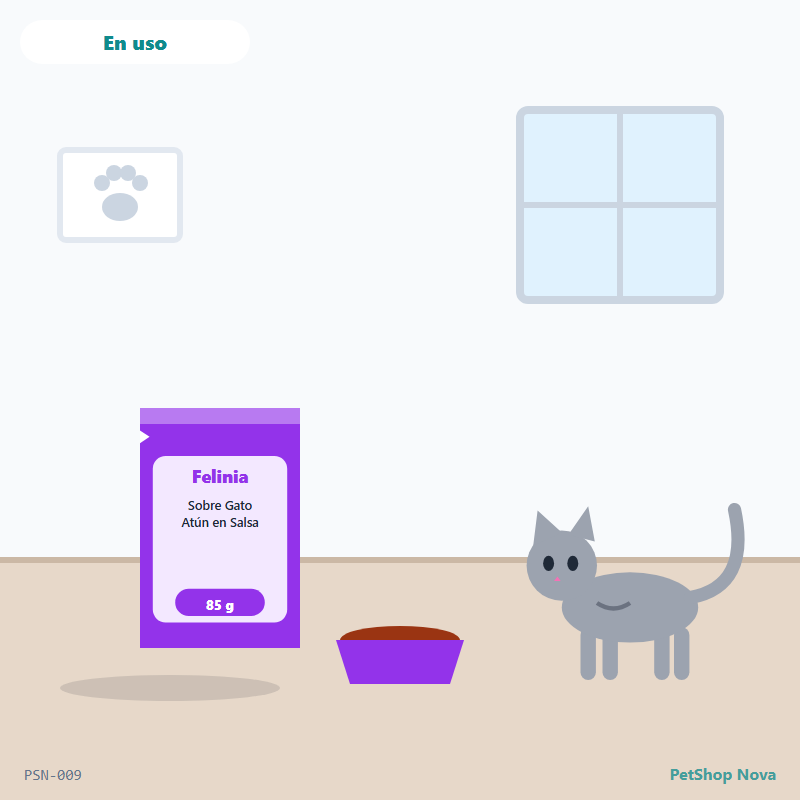 En uso
Felinia
Sobre Gato
Atún en Salsa
85 g
PSN-009
PetShop Nova